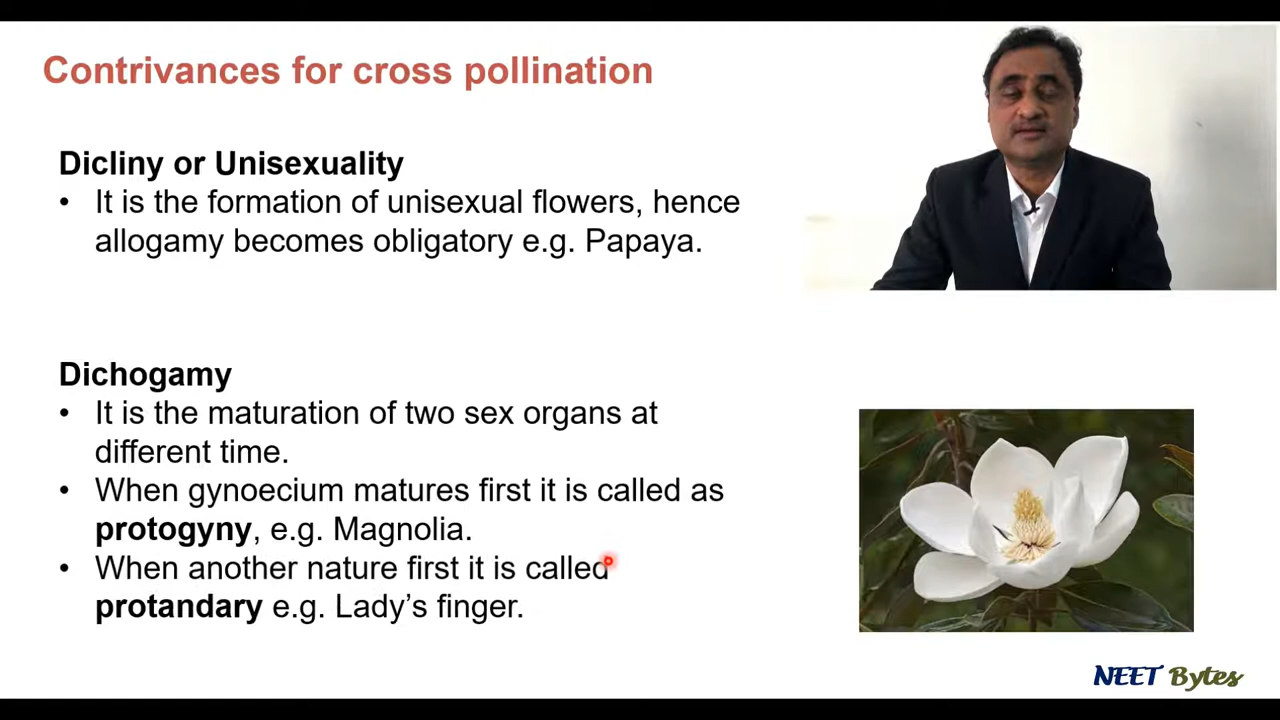 Contrivances for cross pollination
Dicliny or Unisexuality
• It is the formation of unisexual flowers, hence
allogamy becomes obligatory e.g. Papaya.
Dichogamy
• It is the maturation of two sex organs at
different time.
• When gynoecium matures first it is called as
protogyny, e.g. Magnolia.
• When another nature first it is called
protandary e.g. Lady’s finger.
NEET Bytes